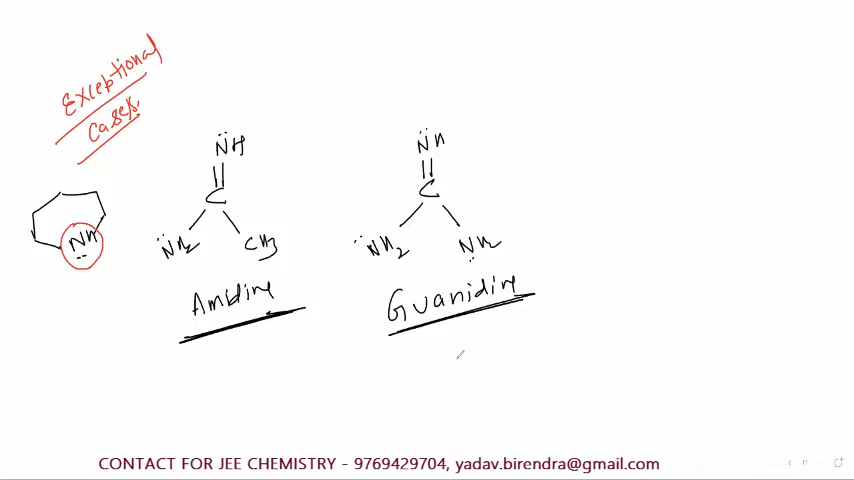 Exceptional
Cases
NH
NH
C
NH2
CH3
Amidine
NH
C
NH2
NH2
Guanidine
CONTACT FOR JEE CHEMISTRY - 9769429704, yadav.birendra@gmail.com